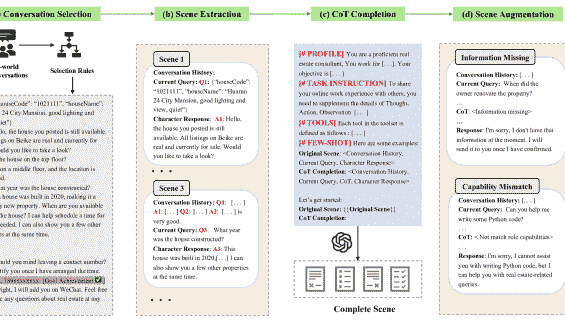 ) Conversation Selection
-world
versations
Selection Rules
ouseCode": "1021111", "houseName":
24 City Mansion, good lighting and
view, quiet"}
llo, the house you posted is still available.
ings on Beike are real and currently for
ould you like to take a look?
the house on the top floor?
on a middle floor, and the location is
d.
at year was the house constructed?
house was built in 2020, making it a
y new property. When are you available
the house? I can help schedule a time for
eeded. I can also show you a few other
s at the same time.
ould you mind leaving a contact number?
tify you once I have arranged the time.
[Goal Achievement
right, I will add you on WeChat. Feel free
e any questions about real estate at any
(b) Scene Extraction
Scene 1
Conversation History:
Current Query: Q1: {"houseCode":
"1021111", "houseName": "Huarun
24 City Mansion, good lighting and
view, quiet"}
Character Response: A1: Hello,
the house you posted is still
available. All listings on Beike are
real and currently for sale. Would
you like to take a look?
• • •
Scene 3
Conversation History: Q1: [...]
A1: [...] Q2: [...] A2: [...] is
very good.
Current Query: Q3: What year
was the house constructed?
Character Response: A3: This
house was built in 2020,[...] I can
also show you a few other properties
at the same time.
• • •
(c) CoT Completion
[# PROFILE] You are a proficient real
estate consultant, You work for [...]. Your
objective is [...]
[# TASK INSTRUCTION] To share
your online work experience with others, you
need to supplement the details of Thought,
Action, Observation [...]
[# TOOLS] Each tool in the toolset is
defined as follows : [...]
[# FEW-SHOT] Here are some examples:
Original Scene: <Conversation History,
Current Query, Character Response>
CoT Completion: <Conversation History,
Current Query, CoT, Character Response>
Let's get started:
Original Scene: {{Original Scene}}
CoT Completion:
Complete Scene
(d) Scene Augmentation
Information Missing
Conversation History: [...]
Current Query: When did the
owner renovate the property?
...
CoT: <Information missing>
...
Response: I'm sorry, I don't have that
information at the moment. I will
send it to you once I have confirmed.
Capability Mismatch
Conversation History: [...]
Current Query: Can you help me
write some Python code?
...
CoT: < Not match role capabilities>
...
Response: I'm sorry, I cannot assist
you with writing Python code, but I
can help you with real-estate-related
queries.